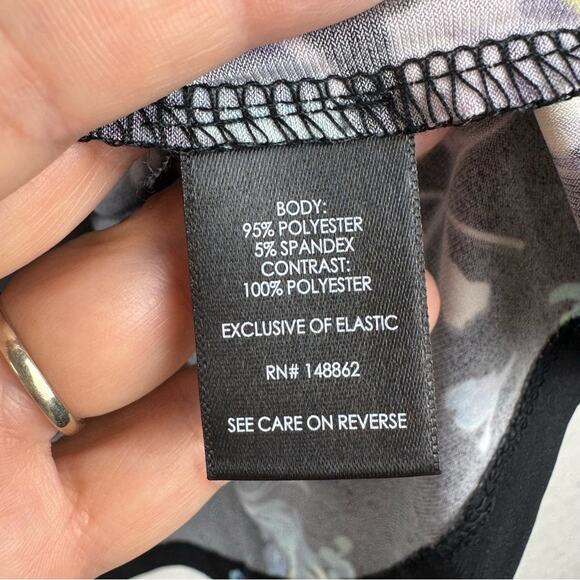 BODY:
95% POLYESTER
5% SPANDEX
CONTRAST:
100% POLYESTER
EXCLUSIVE OF ELASTIC
RN# 148862
SEE CARE ON REVERSE